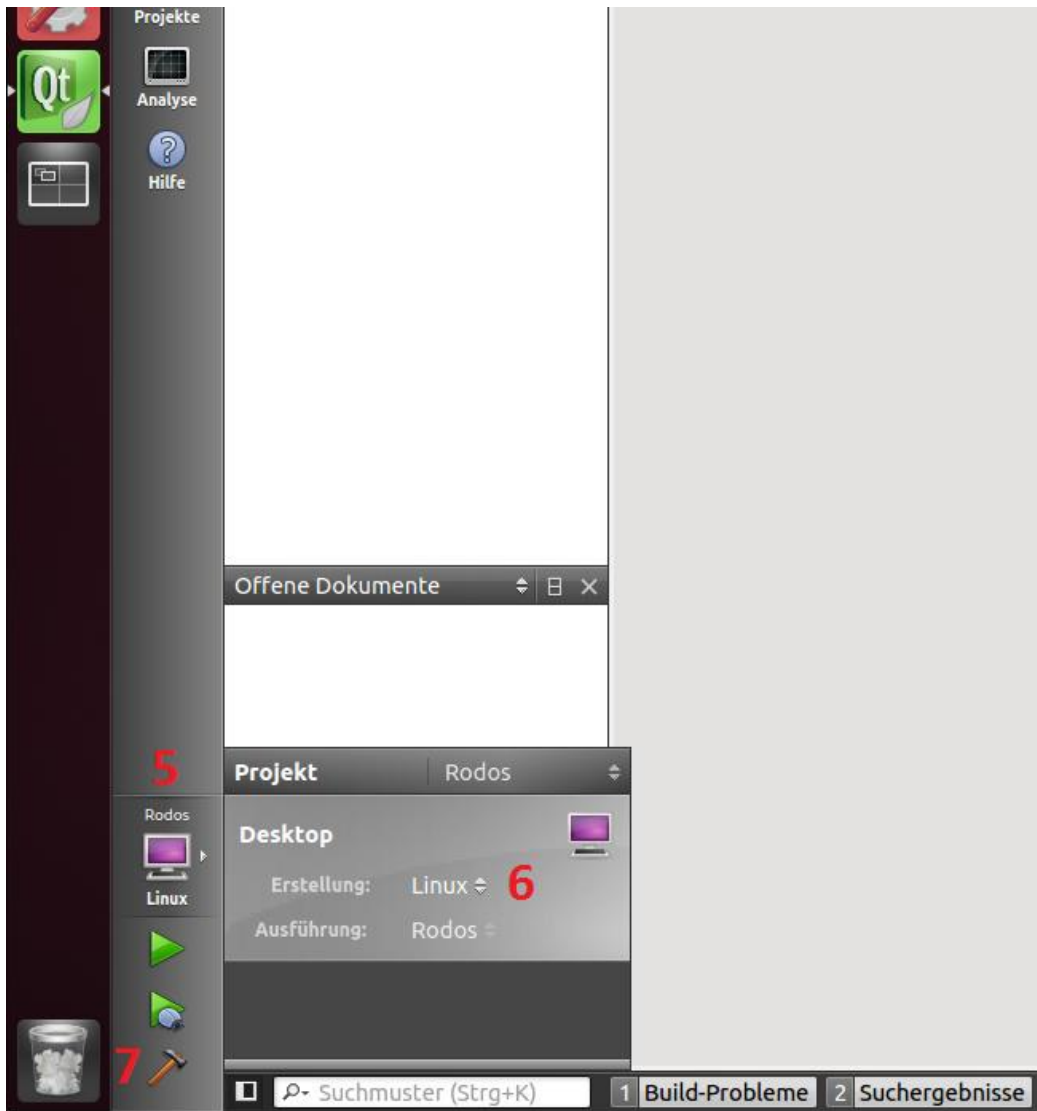 Projekte
Qt
Analyse
?
Hilfe
Offene Dokumente
5
Projekt Rodos
Rodos
Desktop
Linux
Erstellung: Linux 6
Ausführung: Rodos
7
Suchmuster (Strg+K) 1 Build-Probleme 2 Suchergebnisse